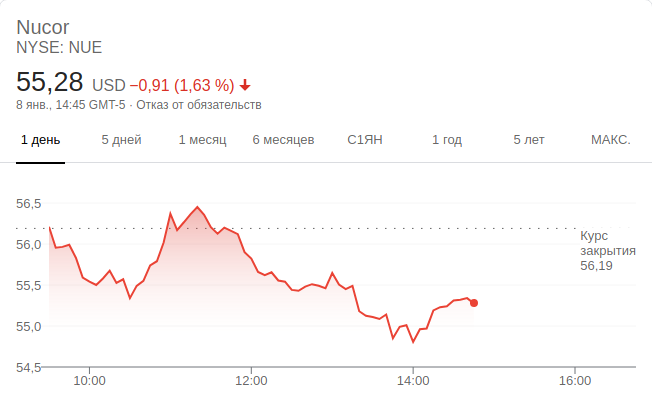 Nucor
NYSE: NUE
55,28 USD −0,91 (1,63 %)
8 янв., 14:45 GMT-5 · Отказ от обязательств
1 день 5 дней 1 месяц 6 месяцев С1ЯН 1 год 5 лет МАКС.
56,5
56,0
55,5
55,0
54,5
Курс
закрытия
56,19
10:00 12:00 14:00 16:00